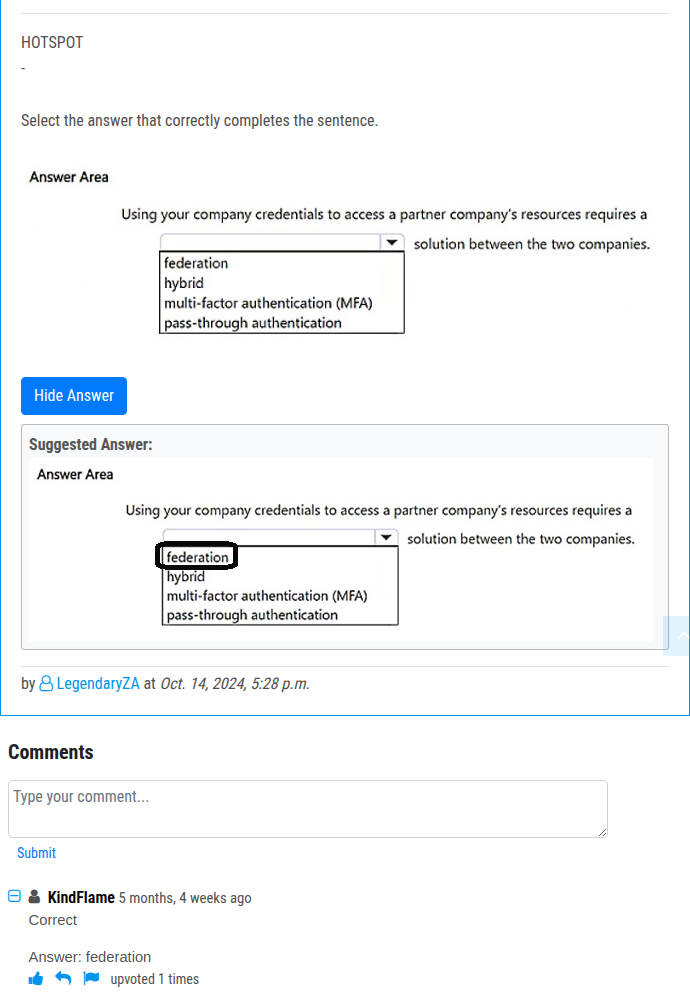 HOTSPOT
-
Select the answer that correctly completes the sentence.
Answer Area
Using your company credentials to access a partner company's resources requires a
solution between the two companies.
federation
hybrid
multi-factor authentication (MFA)
pass-through authentication
Hide Answer
Suggested Answer:
Answer Area
Using your company credentials to access a partner company's resources requires a
solution between the two companies.
federation
hybrid
multi-factor authentication (MFA)
pass-through authentication
by LegendaryZA at Oct. 14, 2024, 5:28 p.m.
Comments
Type your comment...
Submit
KindFlame 5 months, 4 weeks ago
Correct
Answer: federation
upvoted 1 times